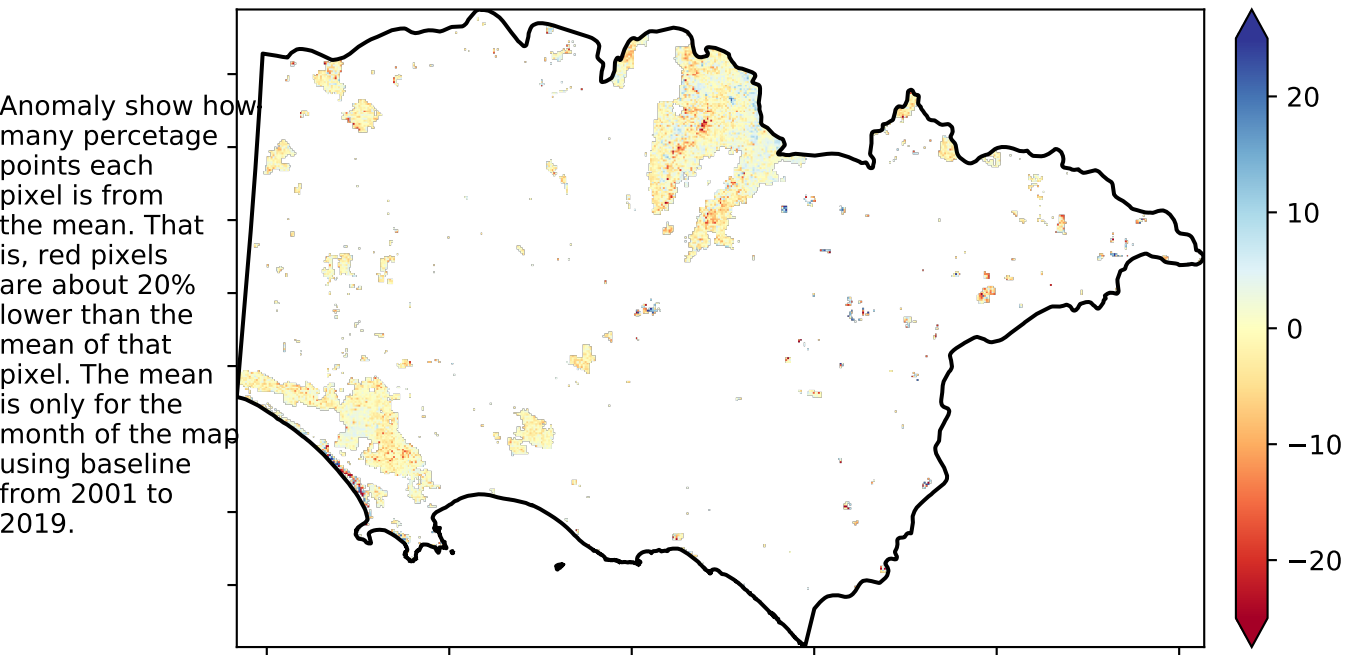 Anomaly show how
many percetage
points each
pixel is from
the mean. That
is, red pixels
are about 20%
lower than the
mean of that
pixel. The mean
is only for the
month of the map
using baseline
from 2001 to
2019.
20
10
0
−10
−20